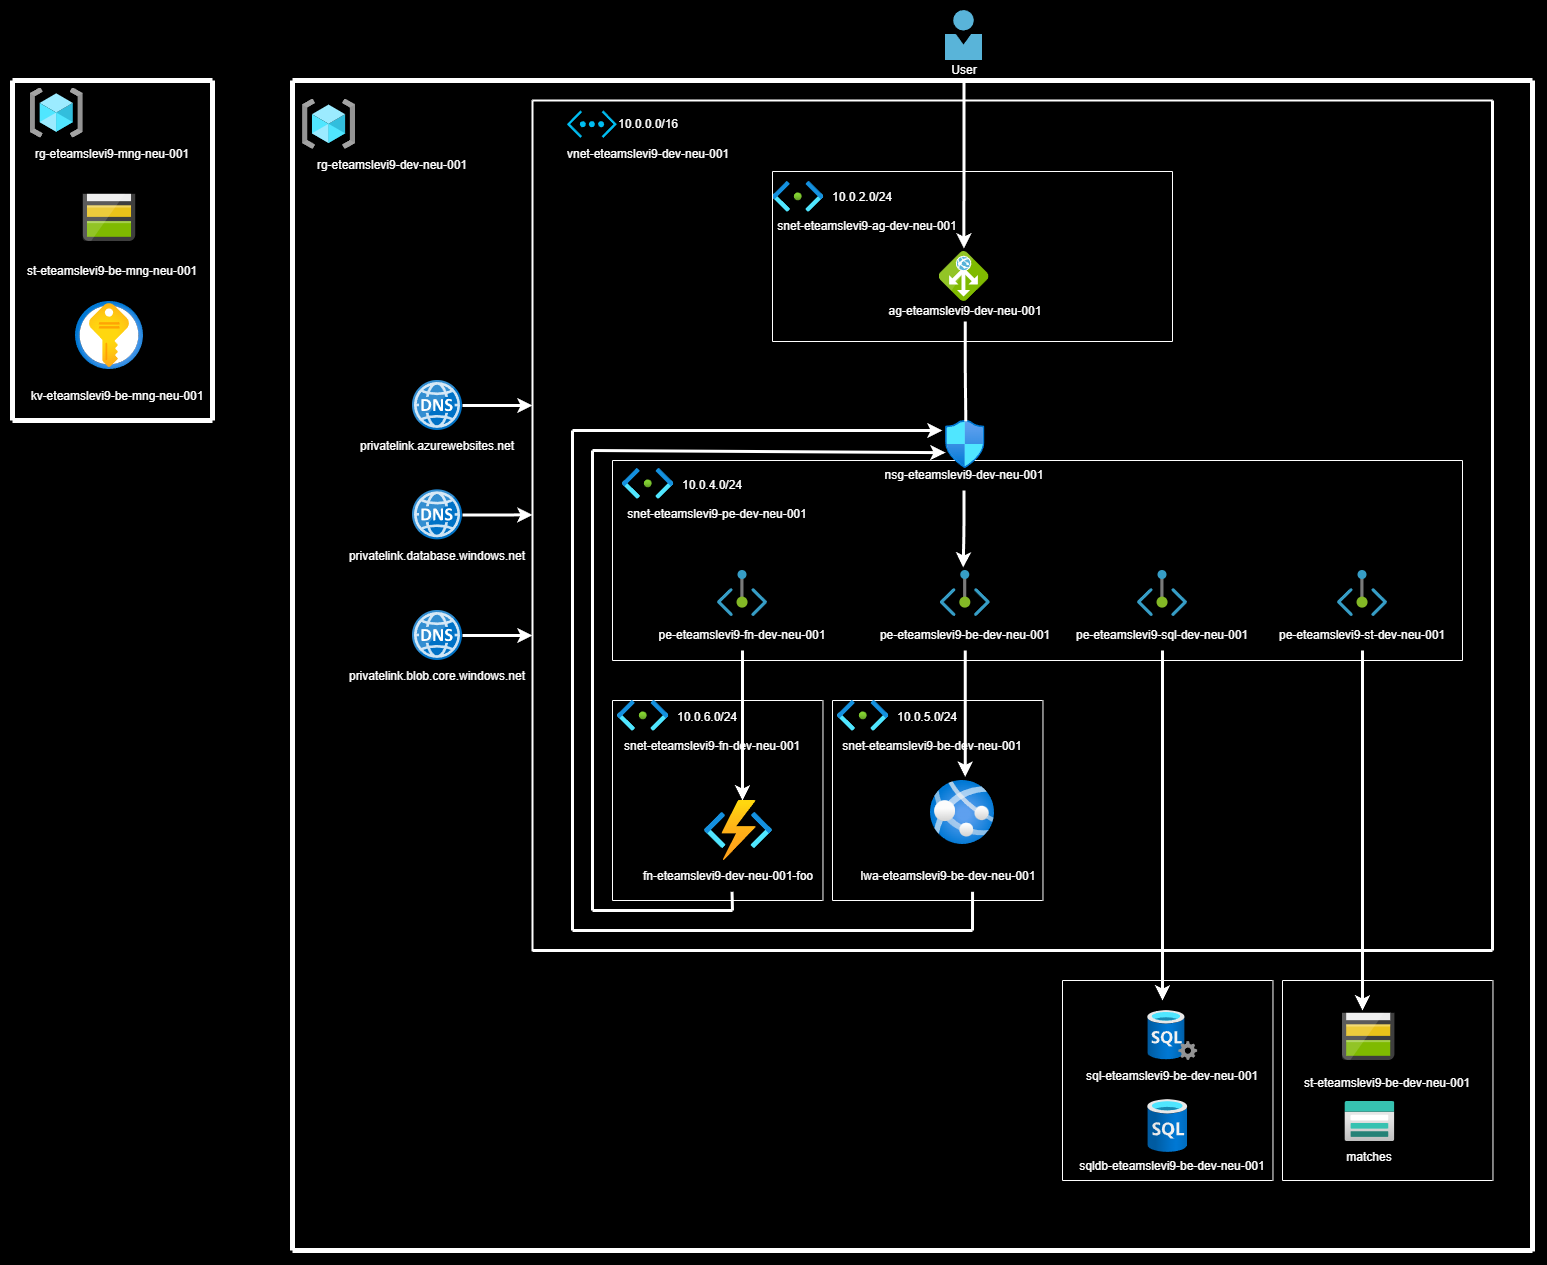 User
rg-eteamslevi9-mng-neu-001
st-eteamslevi9-be-mng-neu-001
kv-eteamslevi9-be-mng-neu-001
rg-eteamslevi9-dev-neu-001
10.0.0.0/16
vnet-eteamslevi9-dev-neu-001
10.0.2.0/24
snet-eteamslevi9-ag-dev-neu-001
ag-eteamslevi9-dev-neu-001
DNS
privatelink.azurewebsites.net
DNS
privatelink.database.windows.net
DNS
privatelink.blob.core.windows.net
nsg-eteamslevi9-dev-neu-001
10.0.4.0/24
snet-eteamslevi9-pe-dev-neu-001
pe-eteamslevi9-fn-dev-neu-001
pe-eteamslevi9-be-dev-neu-001
pe-eteamslevi9-sql-dev-neu-001
pe-eteamslevi9-st-dev-neu-001
10.0.6.0/24
snet-eteamslevi9-fn-dev-neu-001
fn-eteamslevi9-dev-neu-001-foo
10.0.5.0/24
snet-eteamslevi9-be-dev-neu-001
lwa-eteamslevi9-be-dev-neu-001
SQL
sql-eteamslevi9-be-dev-neu-001
SQL
sqldb-eteamslevi9-be-dev-neu-001
st-eteamslevi9-be-dev-neu-001
matches